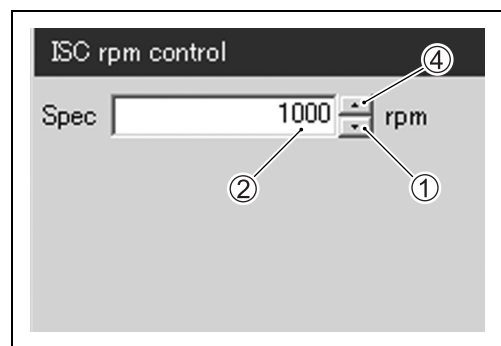 ISC rpm control
④
Spec 1000 rpm
② ①